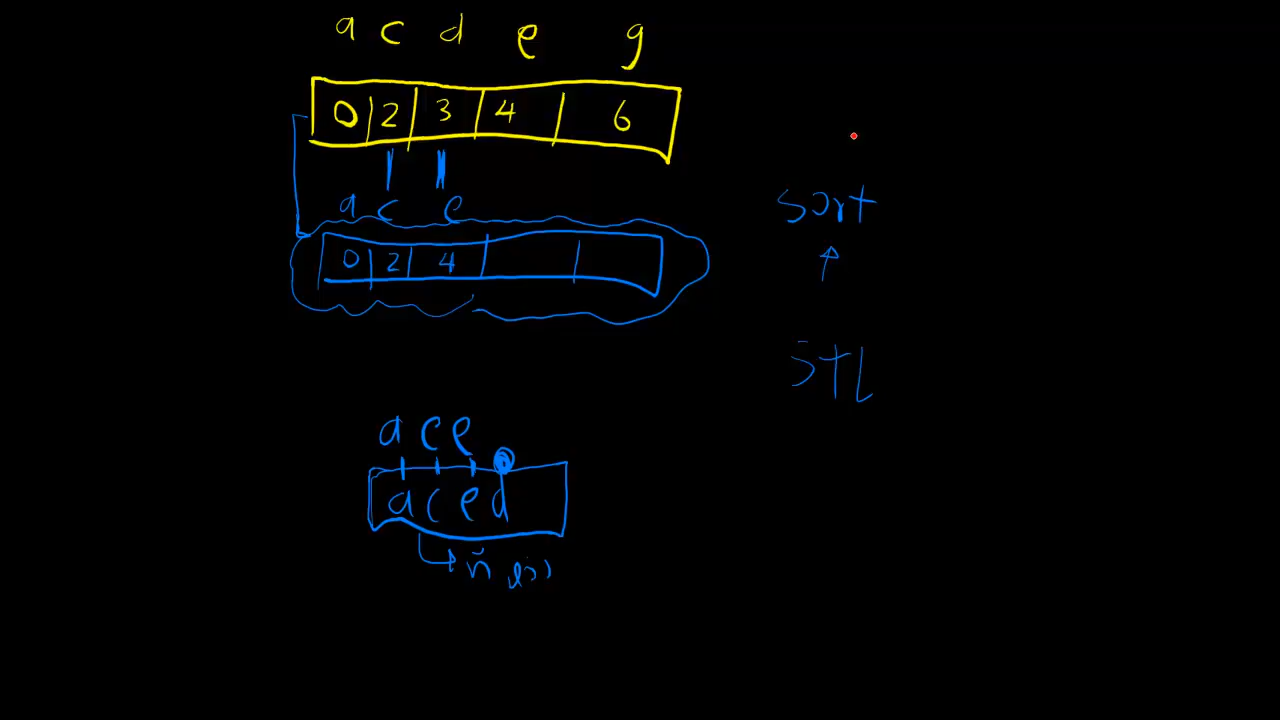 a c d e g
0 2 3 4 6
sort
a c e
0 2 4
STL
a c e
a c e d